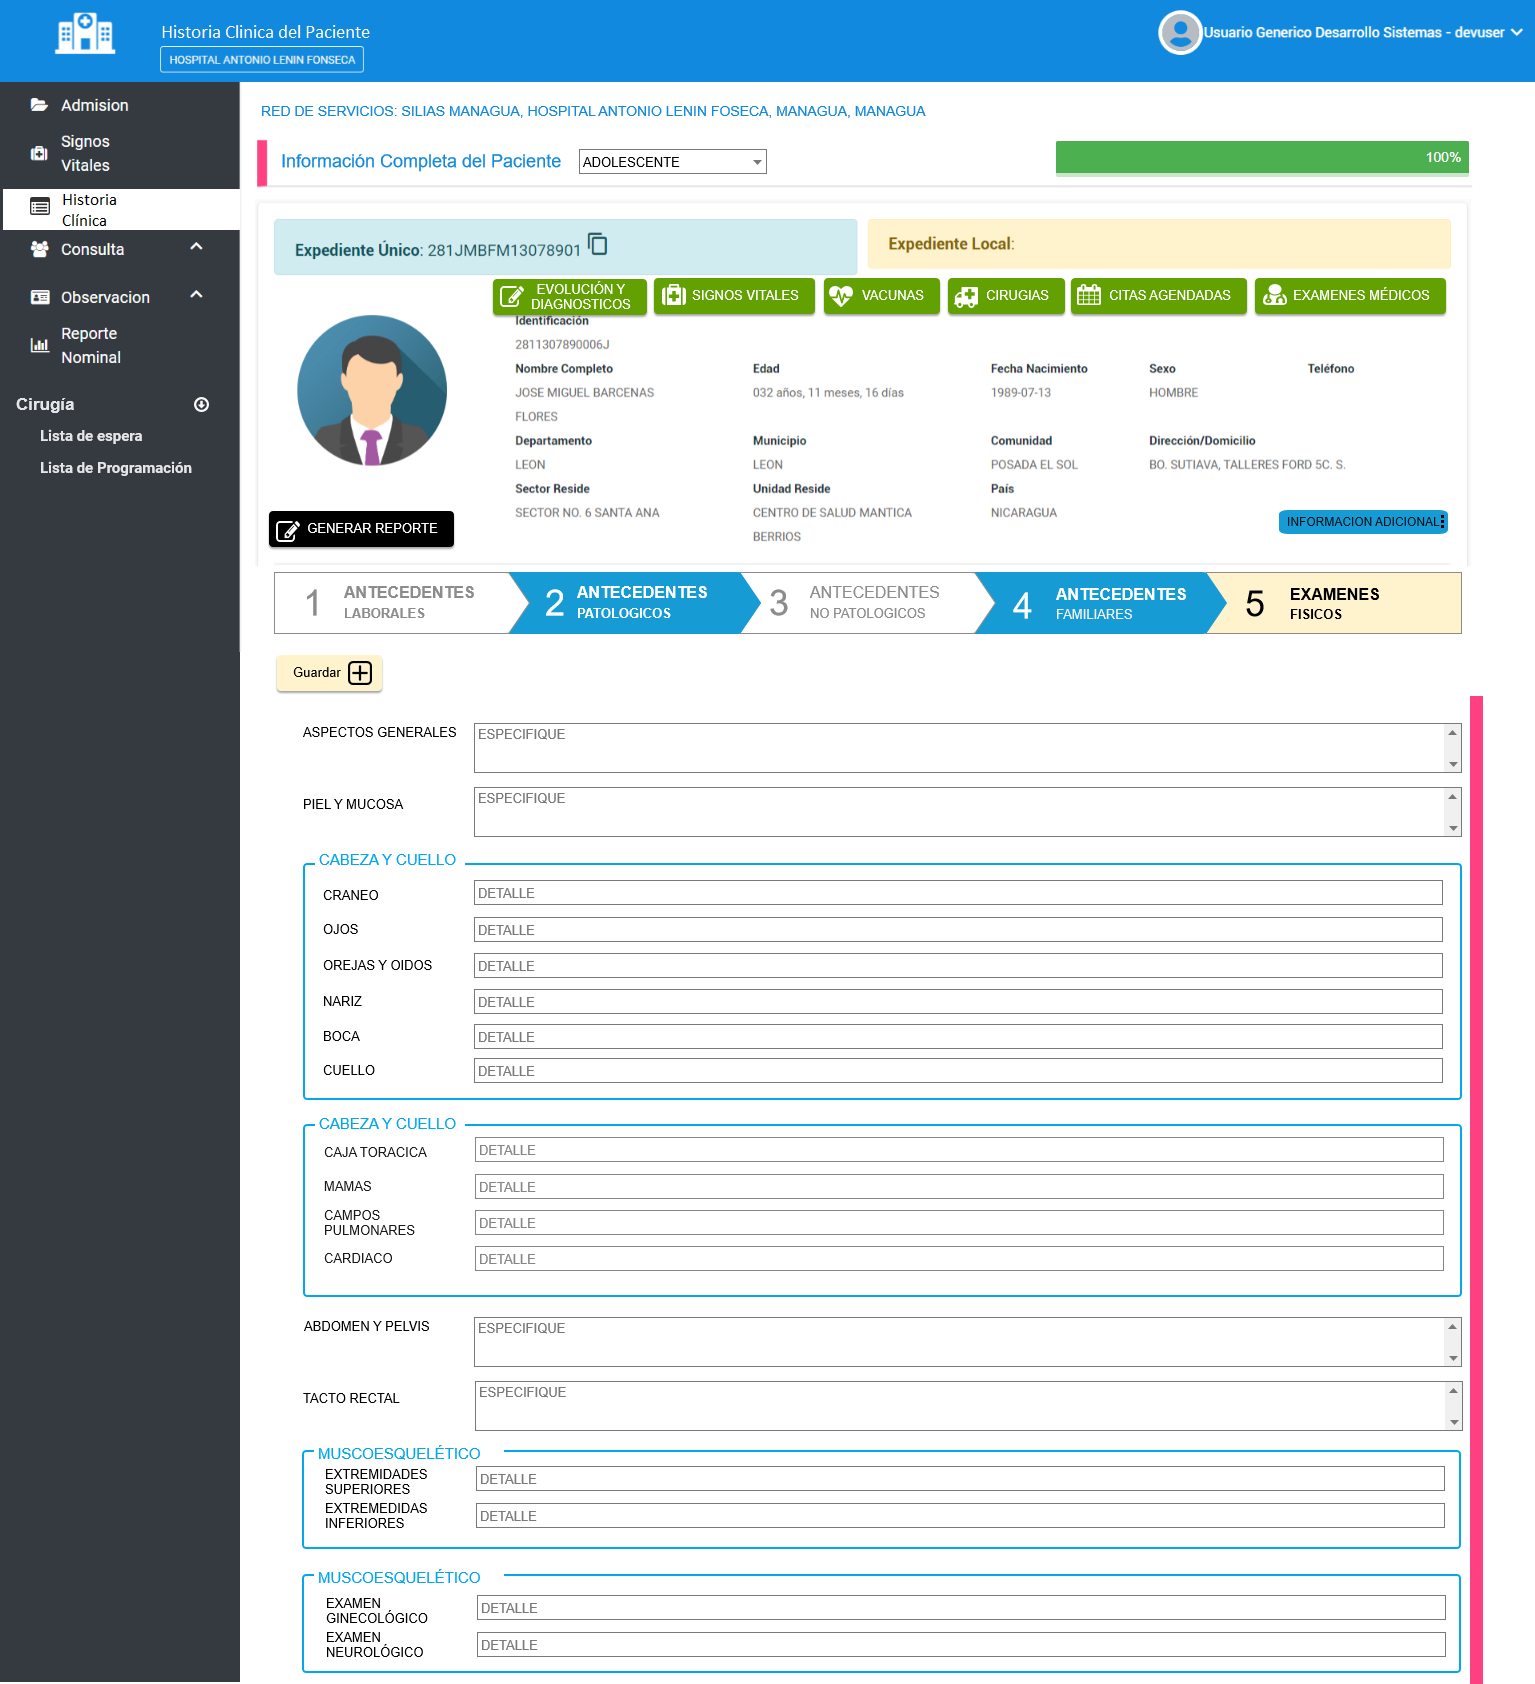 Historia Clinica del Paciente
HOSPITAL ANTONIO LENIN FONSECA
Usuario Generico Desarrollo Sistemas - devuser
Admision
Signos
Vitales
Historia
Clínica
Consulta
Observacion
Reporte
Nominal
Cirugía
Lista de espera
Lista de Programación
RED DE SERVICIOS: SILIAS MANAGUA, HOSPITAL ANTONIO LENIN FOSECA, MANAGUA, MANAGUA
Información Completa del Paciente
ADOLESCENTE
100%
Expediente Único: 281JMBFM13078901
Expediente Local:
EVOLUCIÓN Y
DIAGNOSTICOS
SIGNOS VITALES
VACUNAS
CIRUGIAS
CITAS AGENDADAS
EXAMENES MÉDICOS
Identificación
2811307890006J
Nombre Completo
Edad
Fecha Nacimiento
Sexo
Teléfono
JOSE MIGUEL BARCENAS
FLORES
032 años, 11 meses, 16 días
1989-07-13
HOMBRE
Departamento
Municipio
Comunidad
Dirección/Domicilio
LEON
LEON
POSADA EL SOL
BO. SUTIAVA, TALLERES FORD 5C. S.
Sector Reside
Unidad Reside
País
SECTOR NO. 6 SANTA ANA
CENTRO DE SALUD MANTICA
BERRIOS
NICARAGUA
GENERAR REPORTE
INFORMACION ADICIONAL
1 ANTECEDENTES
LABORALES
2 ANTECEDENTES
PATOLOGICOS
3 ANTECEDENTES
NO PATOLOGICOS
4 ANTECEDENTES
FAMILIARES
5 EXAMENES
FISICOS
Guardar
ASPECTOS GENERALES
ESPECIFIQUE
PIEL Y MUCOSA
ESPECIFIQUE
CABEZA Y CUELLO
CRANEO
DETALLE
OJOS
DETALLE
OREJAS Y OIDOS
DETALLE
NARIZ
DETALLE
BOCA
DETALLE
CUELLO
DETALLE
CABEZA Y CUELLO
CAJA TORACICA
DETALLE
MAMAS
DETALLE
CAMPOS
PULMONARES
DETALLE
CARDIACO
DETALLE
ABDOMEN Y PELVIS
ESPECIFIQUE
TACTO RECTAL
ESPECIFIQUE
MUSCOESQUELÉTICO
EXTREMIDADES
SUPERIORES
DETALLE
EXTREMEDIDAS
INFERIORES
DETALLE
MUSCOESQUELÉTICO
EXAMEN
GINECOLÓGICO
DETALLE
EXAMEN
NEUROLÓGICO
DETALLE